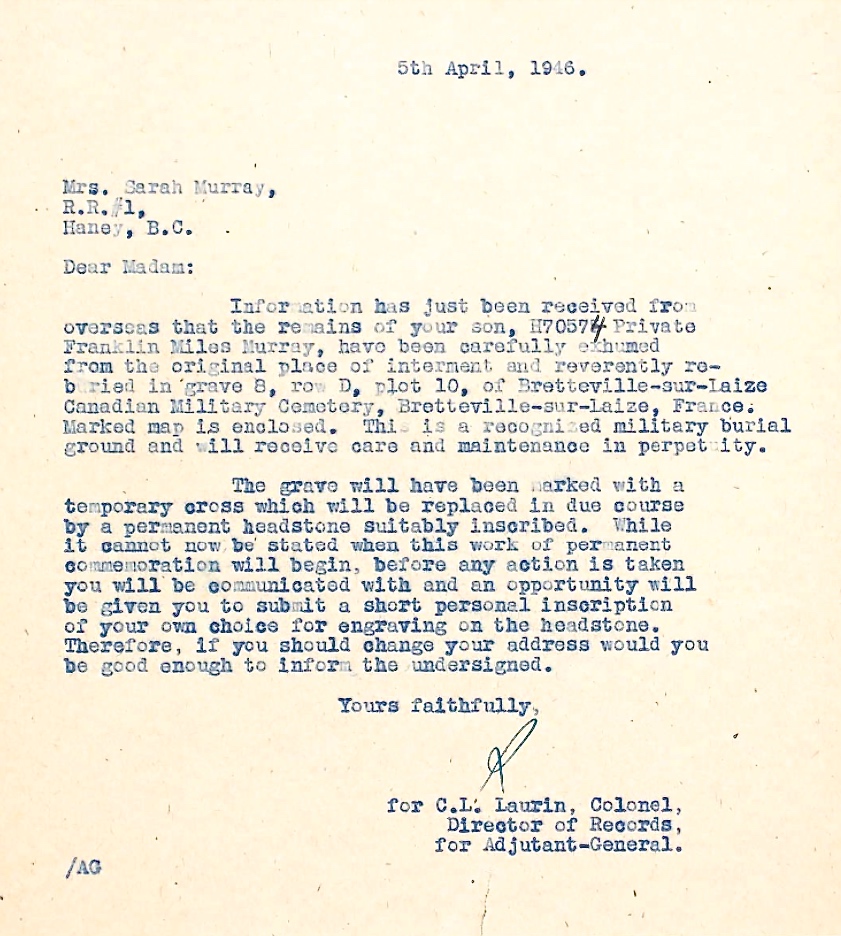 5th April, 1946.
Mrs. Sarah Murray,
R.R.#1,
Haney, B.C.
Dear Madam:
Information has just been received from
overseas that the remains of your son, H70574 Private
Franklin Miles Murray, have been carefully exhumed
from the original place of interment and reverently re-
buried in grave 8, row D, plot 10, of Bretteville-sur-Laize
Canadian Military Cemetery, Bretteville-sur-Laize, France.
Marked map is enclosed. This is a recognized military burial
ground and will receive care and maintenance in perpetuity.
The grave will have been marked with a
temporary cross which will be replaced in due course
by a permanent headstone suitably inscribed. While
it cannot now be stated when this work of permanent
commemoration will begin, before any action is taken
you will be communicated with and an opportunity will
be given you to submit a short personal inscription
of your own choice for engraving on the headstone.
Therefore, if you should change your address would you
be good enough to inform the undersigned.
Yours faithfully,
for C.L. Laurin, Colonel,
Director of Records,
for Adjutant-General.
/AG